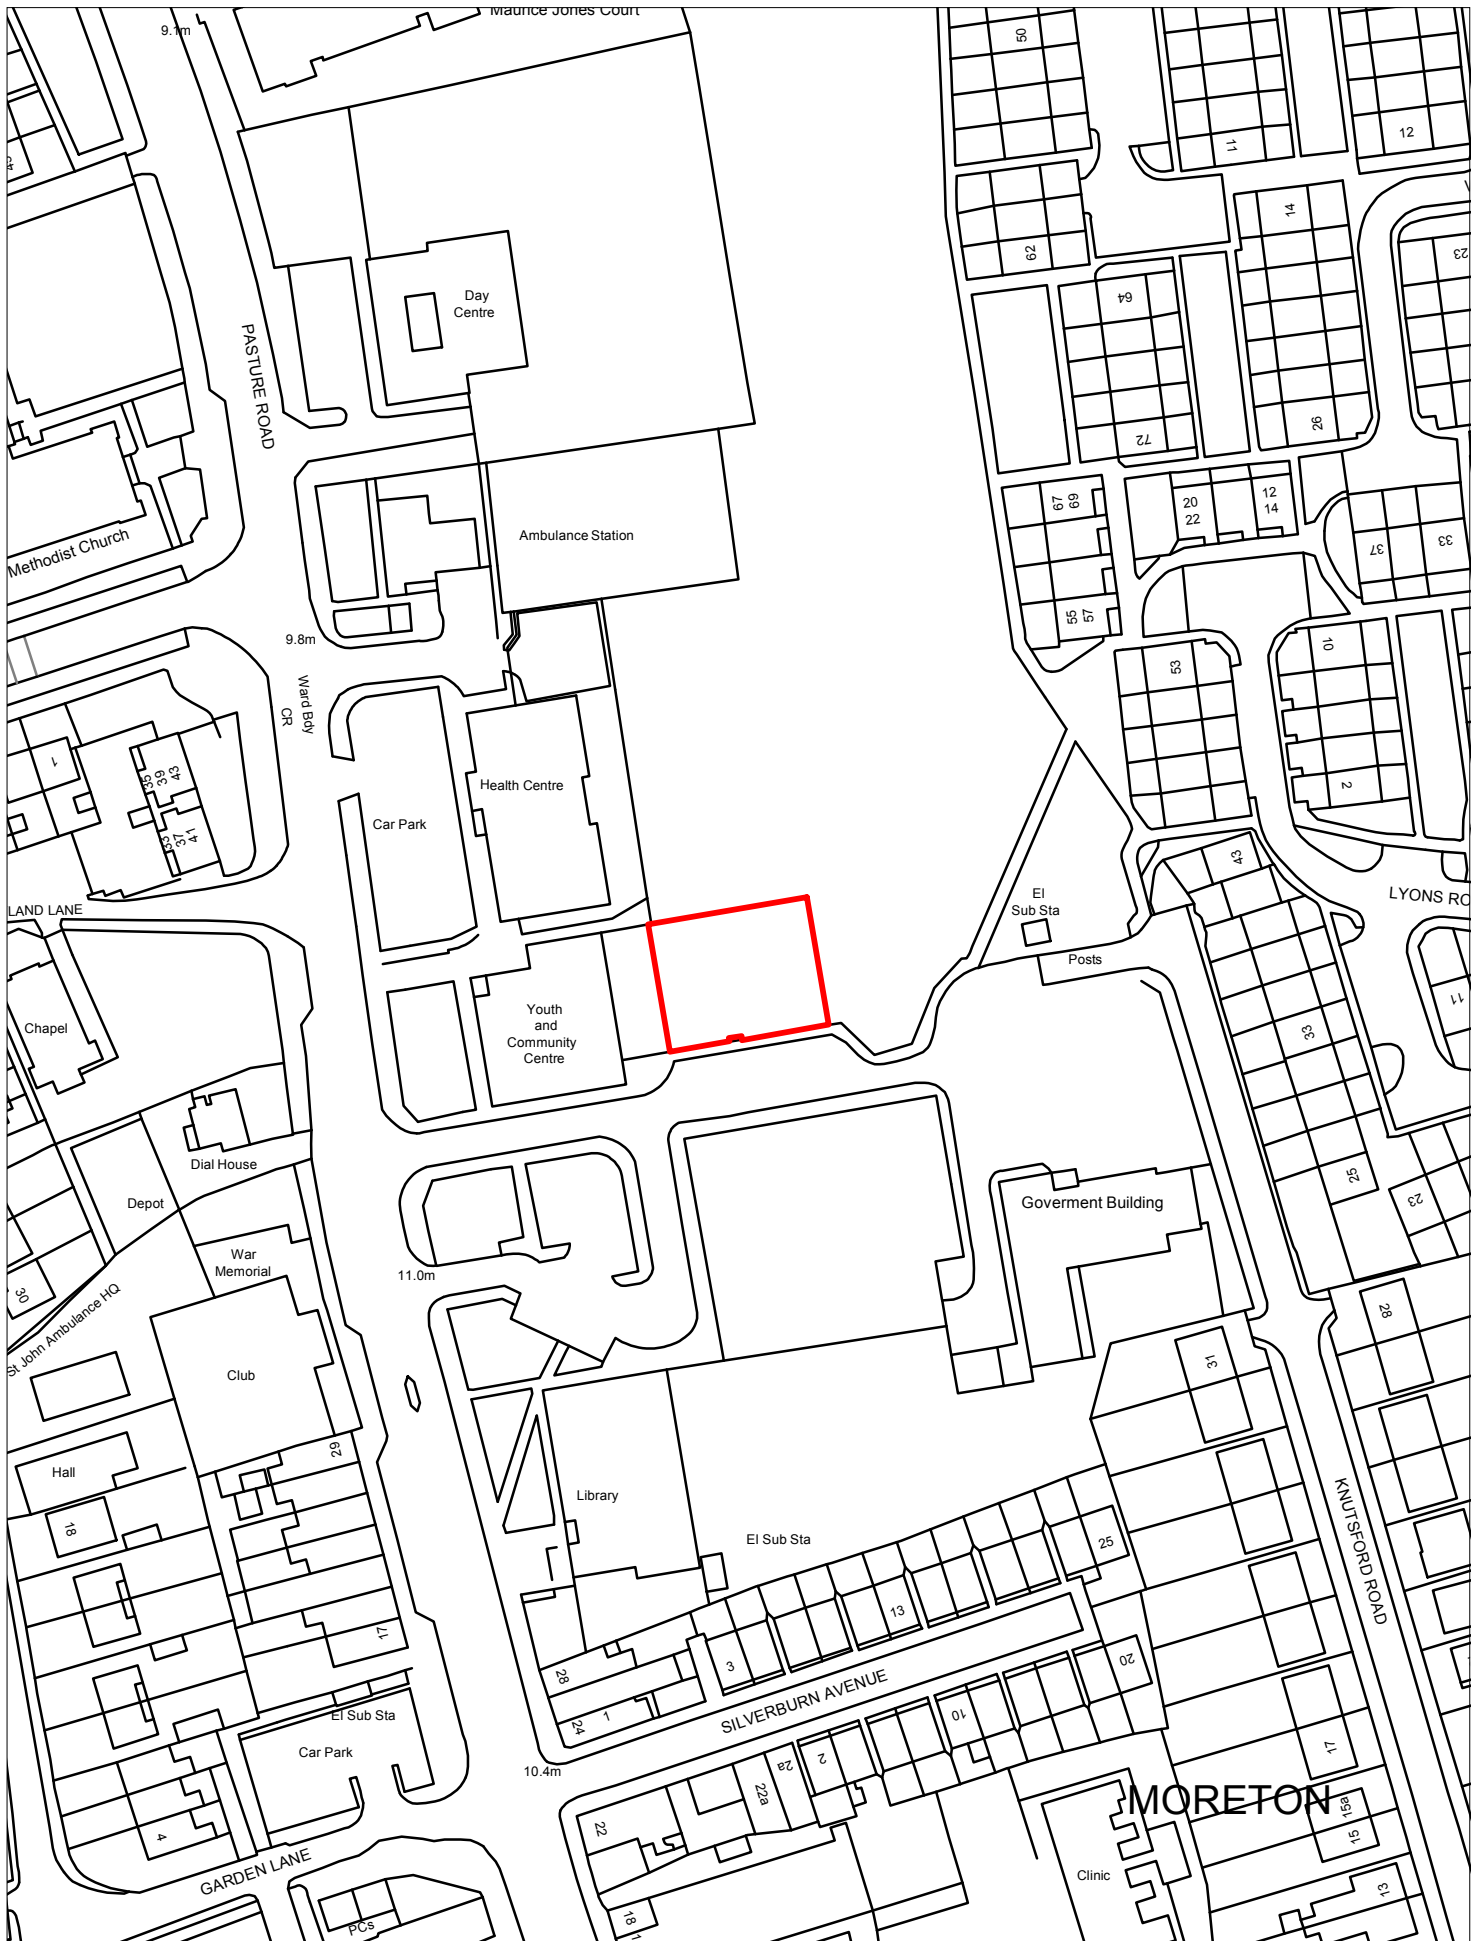 Maurice Jones Court
9.1m
50
11
12
14
62
23
64
Day
Centre
PASTURE ROAD
26
72
67
69
20
22
12
14
Ambulance Station
37
33
Methodist Church
55
57
9.8m
10
53
Ward Bdy
CR
1
43
39
35
41
37
33
Health Centre
2
Car Park
43
LYONS RO
El
Sub Sta
LAND LANE
Posts
11
Youth
and
Community
Centre
Chapel
33
Dial House
25
23
Depot
Goverment Building
War
Memorial
11.0m
30
St John Ambulance HQ
28
31
Club
29
Hall
Library
KNUTSFORD ROAD
18
El Sub Sta
25
13
17
3
28
20
SILVERBURN AVENUE
24
1
10
El Sub Sta
Car Park
2
2a
17
10.4m
22a
MORETON
15a
15
22
4
GARDEN LANE
Clinic
13
18
PCs